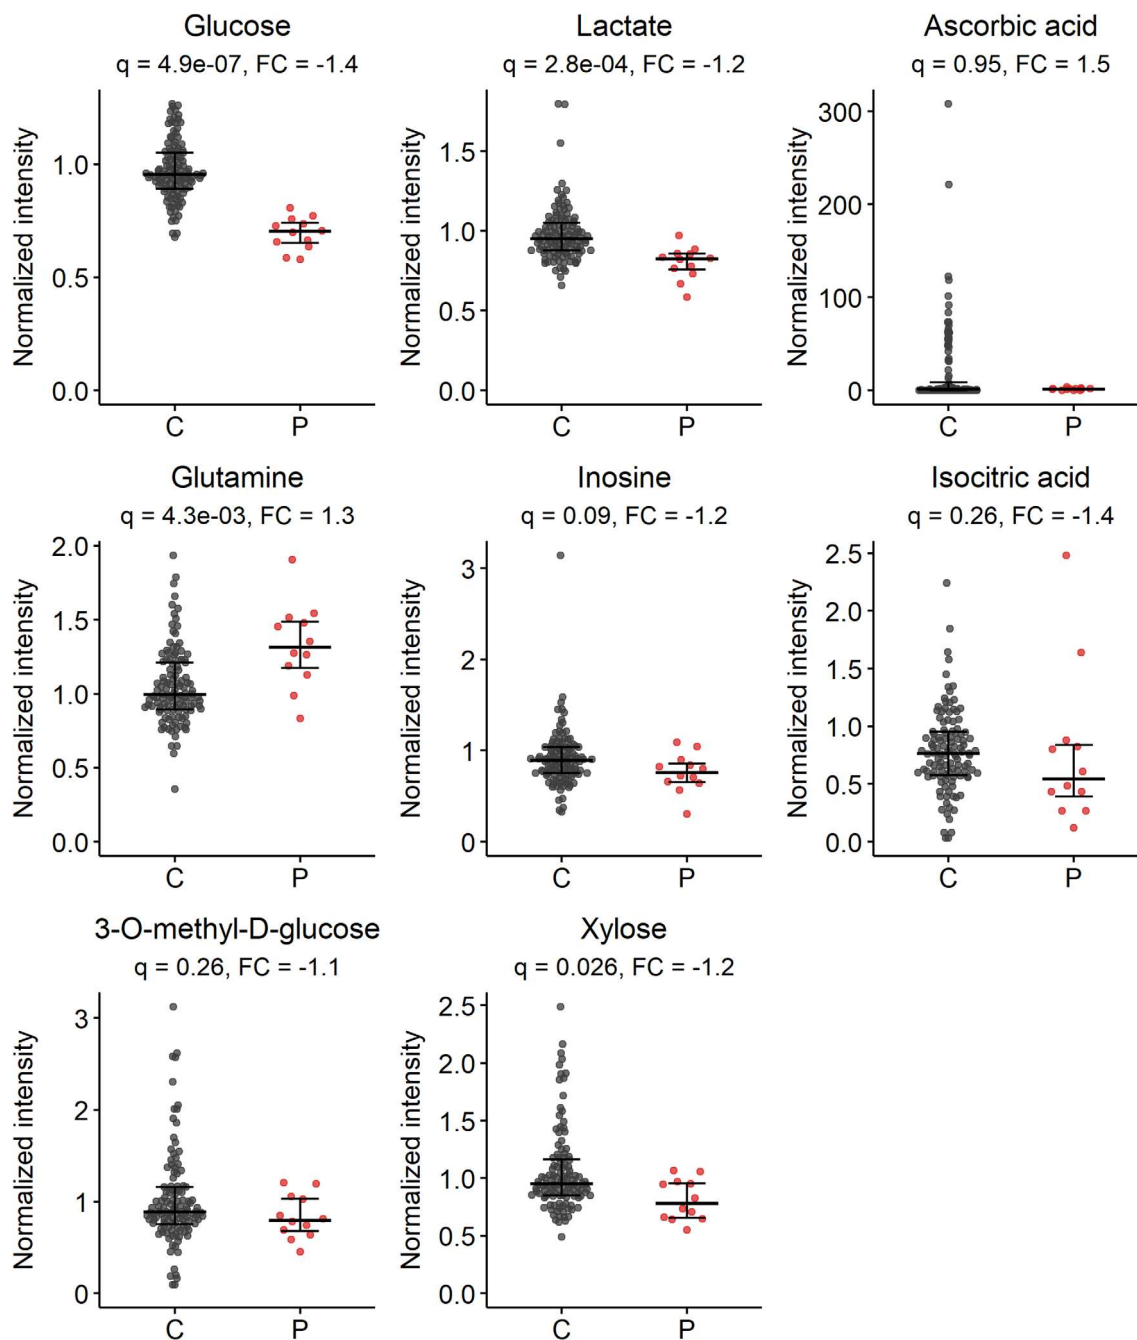 Glucose
q = 4.9e-07, FC = -1.4
Normalized intensity
1.0
0.5
0.0
C P
Lactate
q = 2.8e-04, FC = -1.2
Normalized intensity
1.5
1.0
0.5
0.0
C P
Ascorbic acid
q = 0.95, FC = 1.5
Normalized intensity
300
200
100
0
C P
Glutamine
q = 4.3e-03, FC = 1.3
Normalized intensity
2.0
1.5
1.0
0.5
0.0
C P
Inosine
q = 0.09, FC = -1.2
Normalized intensity
3
2
1
0
C P
Isocitric acid
q = 0.26, FC = -1.4
Normalized intensity
2.5
2.0
1.5
1.0
0.5
0.0
C P
3-O-methyl-D-glucose
q = 0.26, FC = -1.1
Normalized intensity
3
2
1
0
C P
Xylose
q = 0.026, FC = -1.2
Normalized intensity
2.5
2.0
1.5
1.0
0.5
0.0
C P